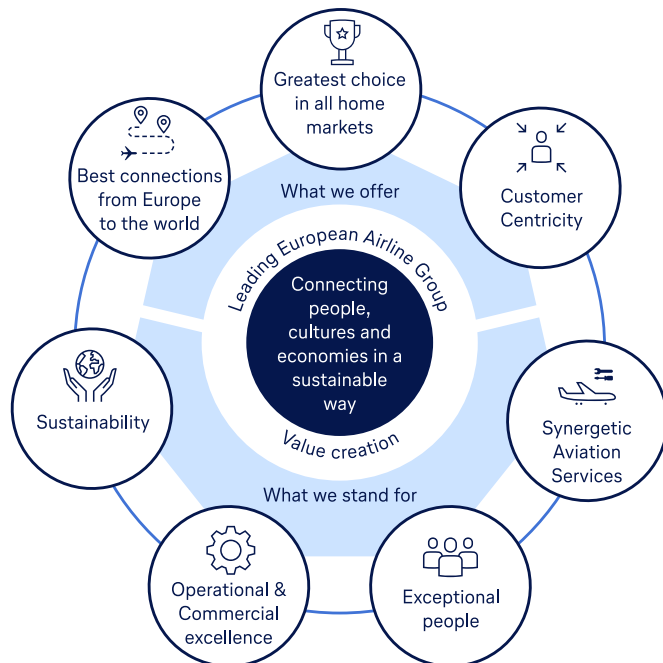 Greatest choice
in all home
markets
Best connections
from Europe
to the world
Customer
Centricity
What we offer
Leading European Airline Group
Connecting
people,
cultures and
economies in a
sustainable
way
Value creation
What we stand for
Sustainability
Synergetic
Aviation
Services
Operational &
Commercial
excellence
Exceptional
people